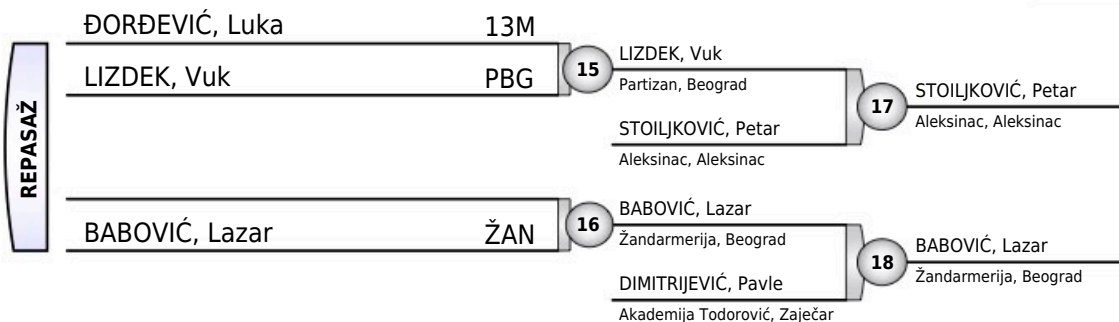 REPASAŽ
ĐORĐEVIĆ, Luka 13M
LIZDEK, Vuk PBG
15
LIZDEK, Vuk
Partizan, Beograd
STOILJKOVIĆ, Petar
Aleksinac, Aleksinac
17
STOILJKOVIĆ, Petar
Aleksinac, Aleksinac
BABOVIĆ, Lazar ŽAN
16
BABOVIĆ, Lazar
Žandarmerija, Beograd
DIMITRIJEVIĆ, Pavle
Akademija Todorović, Zaječar
18
BABOVIĆ, Lazar
Žandarmerija, Beograd